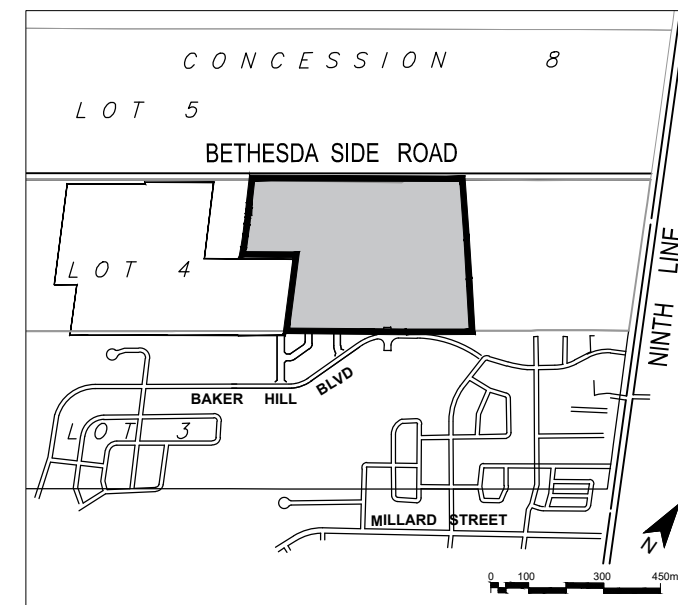 CONCESSION 8
LOT 5
BETHESDA SIDE ROAD
NINTH LINE
LOT 4
BAKER HILL BLVD
LOT 3
MILLARD STREET
N
0 100 300 450m